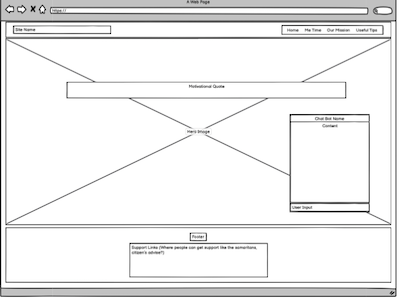 A Web Page
https://
Site Name
Home Me Time Our Mission Useful Tips
Motivational Quote
Hero Image
Chat Bot Name
Content
User Input
Footer
Support Links (Where people can get support like the samaritans,
citizen's advise?)